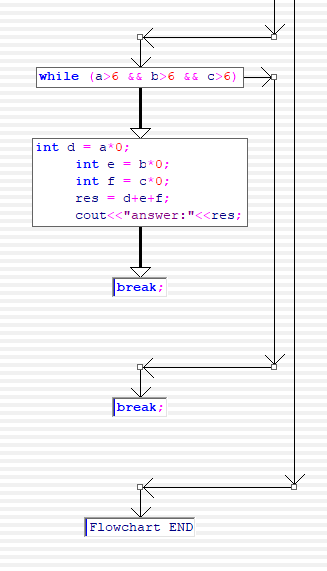 while (a>6 && b>6 && c>6)
int d = a*0;
int e = b*0;
int f = c*0;
res = d+e+f;
cout<<"answer:"<<res;
break;
break;
Flowchart END